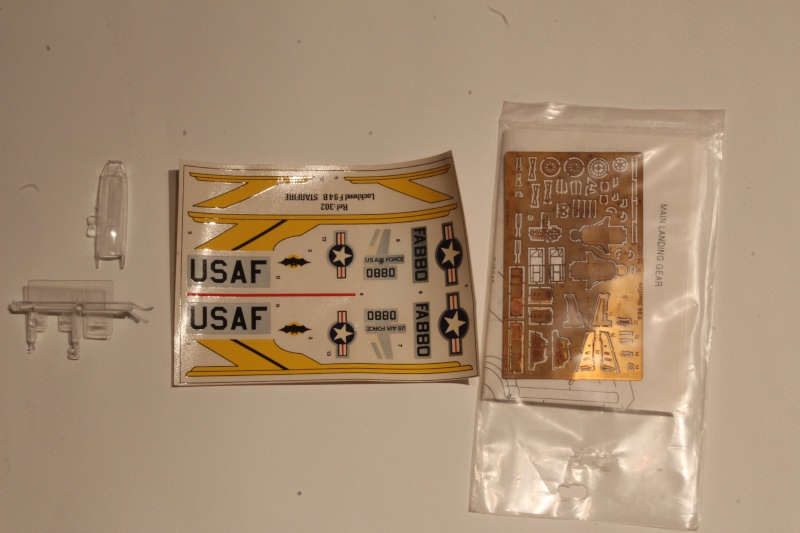 Lockheed F 94 B STARFIRE
Ref:302
USAF
US AIR FORCE
0880
FA880
USAF
US AIR FORCE
0880
FA880
MAIN LANDING GEAR